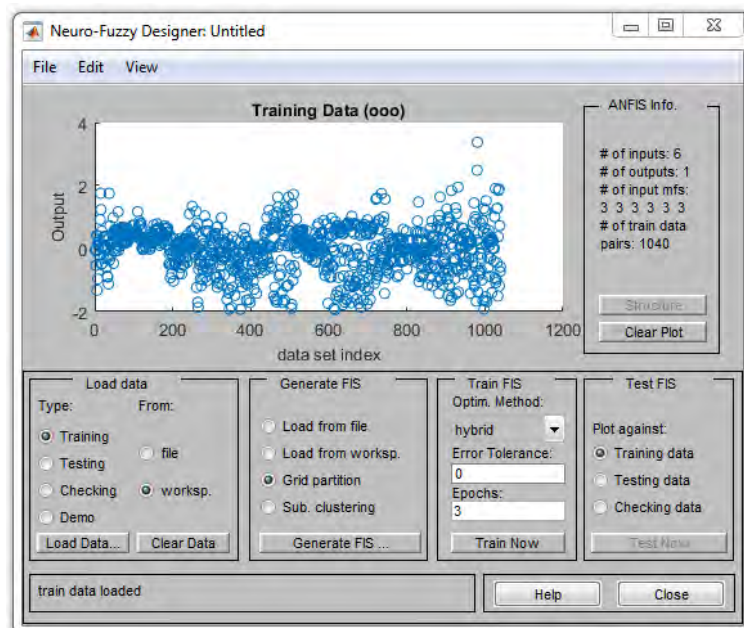 Neuro-Fuzzy Designer: Untitled
File Edit View
Training Data (ooo)
4
2
0
-2
Output
0 200 400 600 800 1000 1200
data set index
ANFIS Info.
# of inputs: 6
# of outputs: 1
# of input mfs:
3 3 3 3 3 3
# of train data
pairs: 1040
Structure
Clear Plot
Load data
Type: From:
Training
Testing
Checking
Demo
file
worksp.
Load Data... Clear Data
Generate FIS
Load from file
Load from worksp.
Grid partition
Sub. clustering
Generate FIS ...
Train FIS
Optim. Method:
hybrid
Error Tolerance:
0
Epochs:
3
Train Now
Test FIS
Plot against:
Training data
Testing data
Checking data
Test Now
train data loaded
Help Close